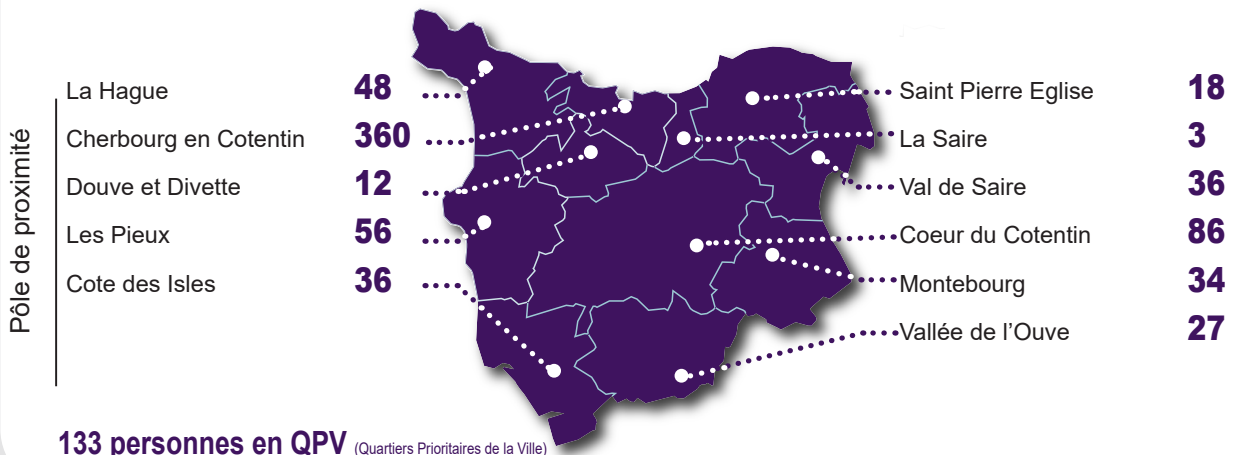 Pôle de proximité
La Hague 48
Cherbourg en Cotentin 360
Douve et Divette 12
Les Pieux 56
Cote des Isles 36
Saint Pierre Eglise 18
La Saire 3
Val de Saire 36
Coeur du Cotentin 86
Montebourg 34
Vallée de l'Ouve 27
133 personnes en QPV (Quartiers Prioritaires de la Ville)